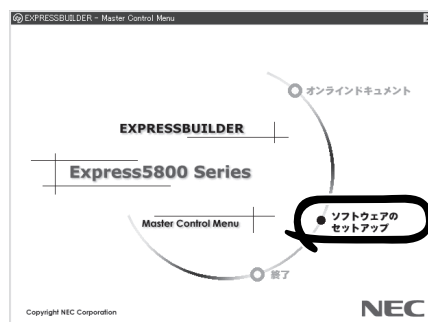 EXPRESSBUILDER - Master Control Menu
オンラインドキュメント
EXPRESSBUILDER
Express5800 Series
Master Control Menu
ソフトウェアの
セットアップ
終了
Copyright NEC Corporation
NEC